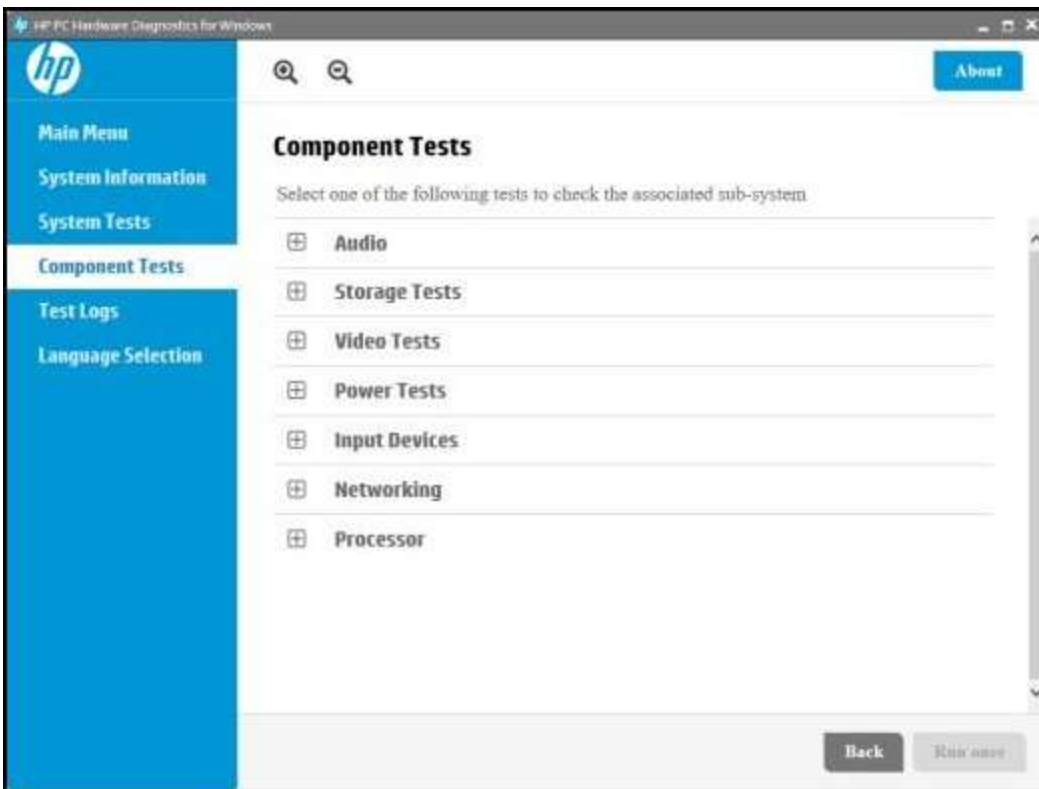 HP PC Hardware Diagnostics for Windows
hp
About
Main Menu
System Information
System Tests
Component Tests
Test Logs
Language Selection
Component Tests
Select one of the following tests to check the associated sub-system
Audio
Storage Tests
Video Tests
Power Tests
Input Devices
Networking
Processor
Back
Run once